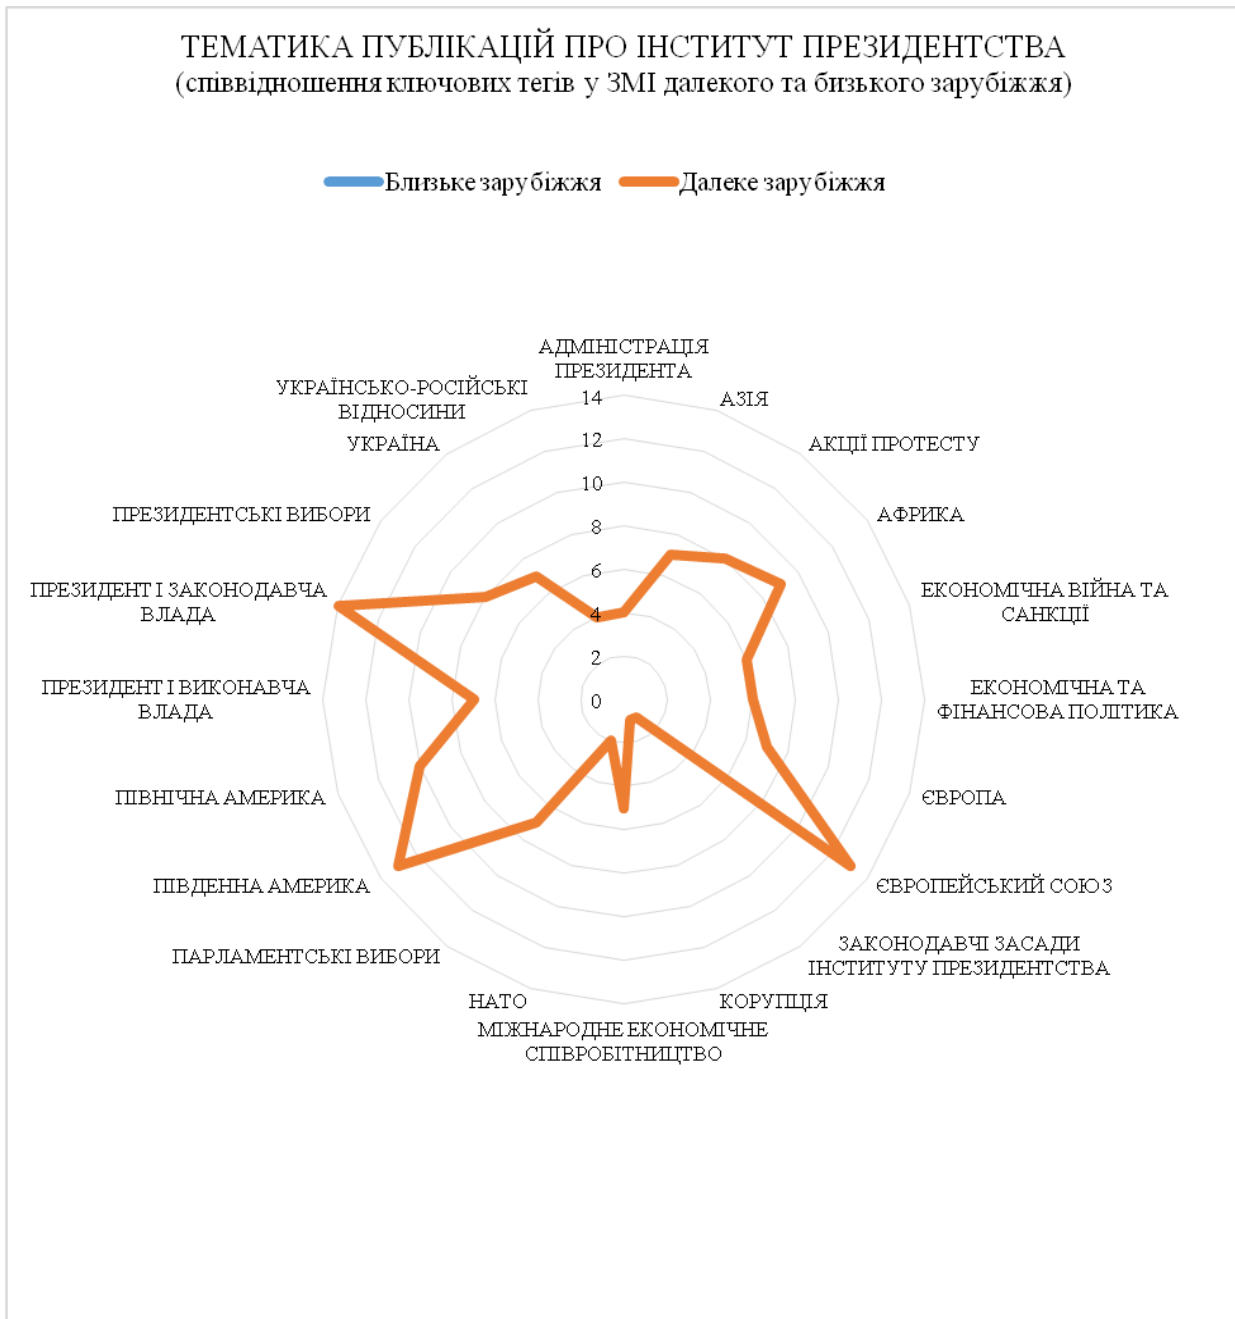 ТЕМАТИКА ПУБЛІКАЦІЙ ПРО ІНСТИТУТ ПРЕЗИДЕНТСТВА
(співвідношення ключових тегів у ЗМІ далекого та бизького зарубіжжя)
Близьке зарубіжжя
Далеке зарубіжжя
АДМІНІСТРАЦІЯ
ПРЕЗИДЕНТА
АЗІЯ
АКЦІЇ ПРОТЕСТУ
АФРИКА
ЕКОНОМІЧНА ВІЙНА ТА
САНКЦІЇ
ЕКОНОМІЧНА ТА
ФІНАНСОВА ПОЛІТИКА
ЄВРОПА
ЄВРОПЕЙСЬКИЙ СОЮЗ
ЗАКОНОДАВЧІ ЗАСАДИ
ІНСТИТУТУ ПРЕЗИДЕНТСТВА
КОРУПЦІЯ
МІЖНАРОДНЕ ЕКОНОМІЧНЕ
СПІВРОБІТНИЦТВО
НАТО
ПАРЛАМЕНТСЬКІ ВИБОРИ
ПІВДЕННА АМЕРИКА
ПІВНІЧНА АМЕРИКА
ПРЕЗИДЕНТ І ВИКОНАВЧА
ВЛАДА
ПРЕЗИДЕНТ І ЗАКОНОДАВЧА
ВЛАДА
ПРЕЗИДЕНТСЬКІ ВИБОРИ
УКРАЇНА
УКРАЇНСЬКО-РОСІЙСЬКІ
ВІДНОСИНИ
14
12
10
8
6
4
2
0